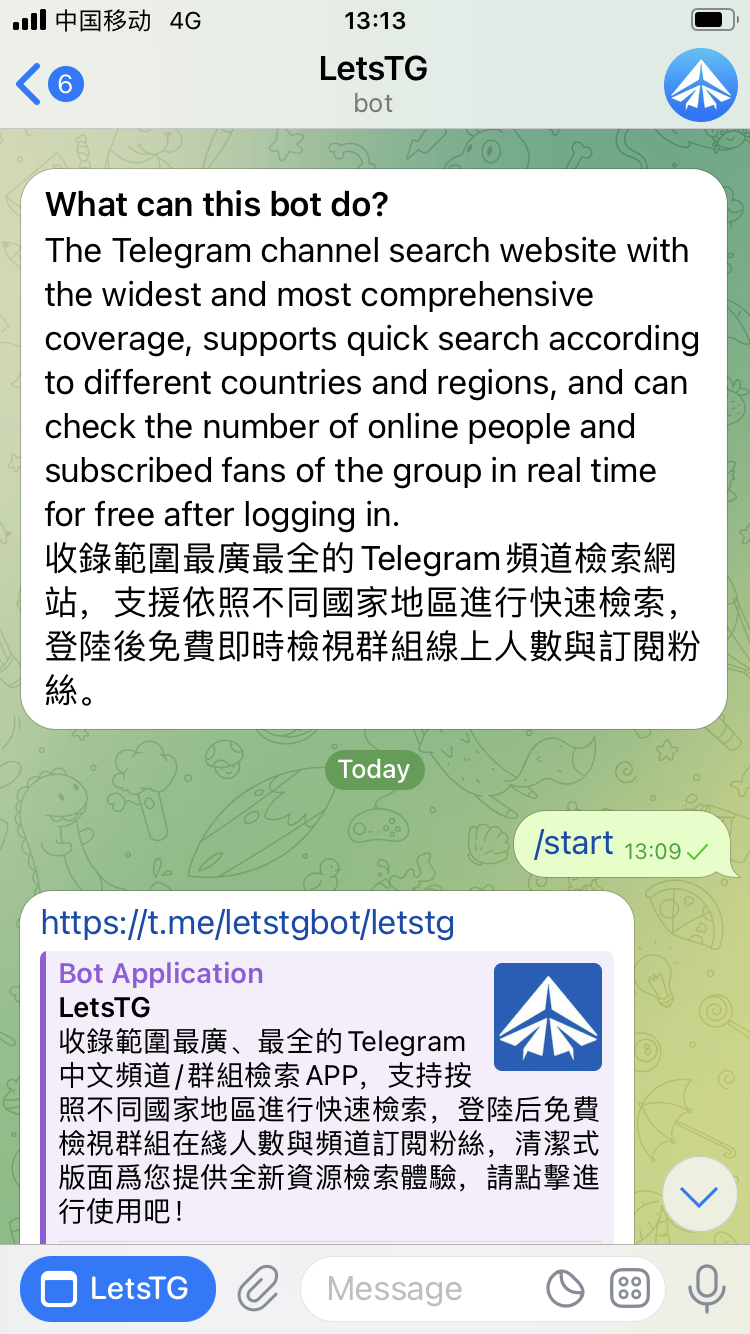 中国移动 4G 13:13
6
LetsTG
bot
What can this bot do?
The Telegram channel search website with
the widest and most comprehensive
coverage, supports quick search according
to different countries and regions, and can
check the number of online people and
subscribed fans of the group in real time
for free after logging in.
收錄範圍最廣最全的Telegram頻道檢索網
站，支援依照不同國家地區進行快速檢索，
登陸後免費即時檢視群組線上人數與訂閱粉
絲。
Today
/start 13:09
https://t.me/letstgbot/letstg
Bot Application
LetsTG
收錄範圍最廣、最全的Telegram
中文頻道/群組檢索APP，支持按
照不同國家地區進行快速檢索，登陸后免費
檢視群組在綫人數與頻道訂閱粉絲，清潔式
版面爲您提供全新資源檢索體驗，請點擊進
行使用吧！
LetsTG
Message